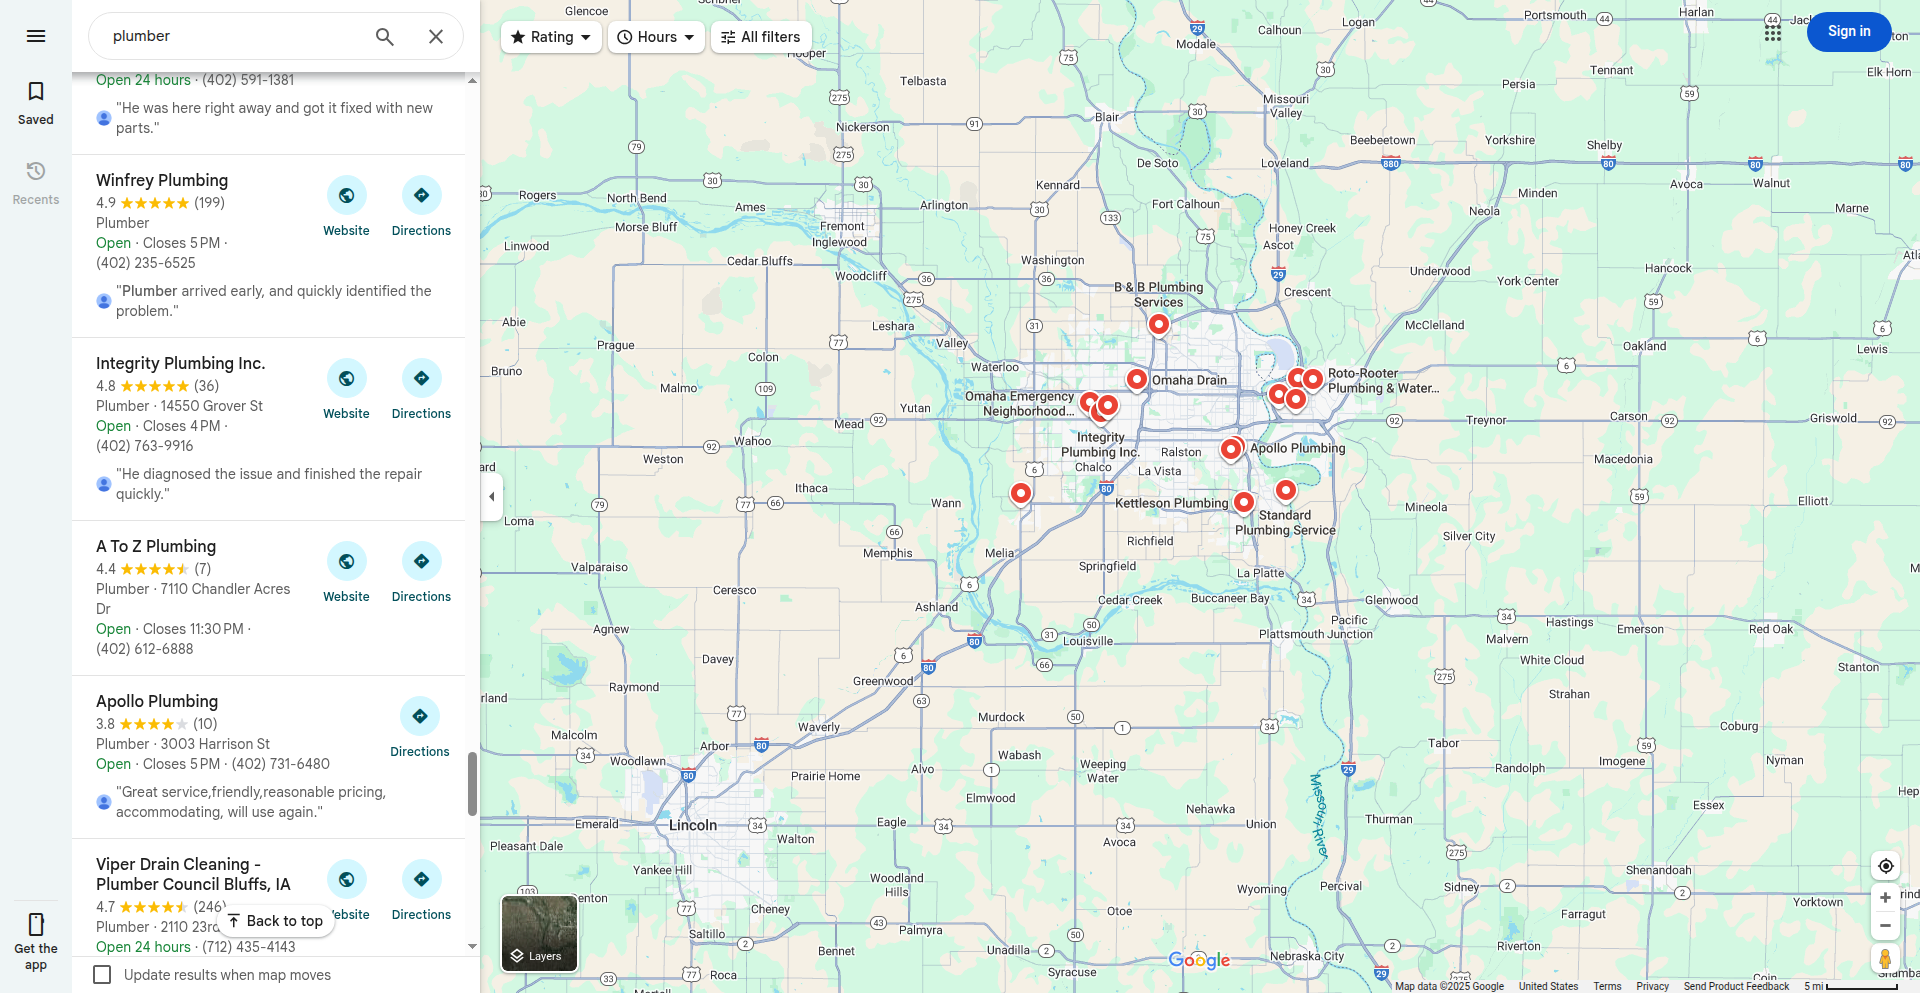 plumber
Saved
Recents
Get the app
Open 24 hours · (402) 591-1381
"He was here right away and got it fixed with new
parts."
Winfrey Plumbing
4.9 (199)
Plumber
Open · Closes 5 PM ·
(402) 235-6525
Website
Directions
"Plumber arrived early, and quickly identified the
problem."
Integrity Plumbing Inc.
4.8 (36)
Plumber · 14550 Grover St
Open · Closes 4 PM ·
(402) 763-9916
Website
Directions
"He diagnosed the issue and finished the repair
quickly."
A To Z Plumbing
4.4 (7)
Plumber · 7110 Chandler Acres
Dr
Open · Closes 11:30 PM ·
(402) 612-6888
Website
Directions
Apollo Plumbing
3.8 (10)
Plumber · 3003 Harrison St
Open · Closes 5 PM · (402) 731-6480
Directions
"Great service,friendly,reasonable pricing,
accommodating, will use again."
Viper Drain Cleaning -
Plumber Council Bluffs, IA
4.7 (246)
Plumber · 2110 23rd
Open 24 hours · (712) 435-4143
ebsite
Directions
Back to top
Update results when map moves
Rating
Hours
All filters
Sign in
Glencoe
Hooper
Telbasta
Nickerson
Blair
Modale
Calhoun
Logan
Portsmouth
Harlan
Tennant
Persia
Elk Horn
Missouri
Valley
Beebeetown
Yorkshire
Shelby
De Soto
Loveland
Kennard
Fort Calhoun
Minden
Avoca
Walnut
Neola
Marne
Rogers
North Bend
Ames
Arlington
Morse Bluff
Fremont
Inglewood
Linwood
Cedar Bluffs
Woodcliff
Washington
Honey Creek
Ascot
Crescent
Underwood
York Center
Hancock
B & B Plumbing
Services
Abie
Prague
Leshara
Colon
Valley
McClelland
Oakland
Lewis
Bruno
Malmo
Waterloo
Omaha Drain
Roto-Rooter
Plumbing & Water...
Omaha Emergency
Neighborhood...
Yutan
Mead
Treynor
Carson
Griswold
Wahoo
Weston
Integrity
Plumbing Inc.
Chalco
Ralston
La Vista
Apollo Plumbing
Macedonia
Ithaca
Wann
Kettleson Plumbing
Standard
Plumbing Service
Mineola
Elliott
Loma
Memphis
Melia
Richfield
Silver City
Valparaiso
Springfield
La Platte
Ceresco
Ashland
Cedar Creek
Buccaneer Bay
Glenwood
Pacific
Plattsmouth Junction
Agnew
Louisville
Malvern
Hastings
Emerson
Red Oak
White Cloud
Stanton
Davey
Greenwood
Raymond
Strahan
Murdock
Coburg
Malcolm
Arbor
Waverly
Tabor
Woodlawn
Prairie Home
Alvo
Wabash
Weeping
Water
Randolph
Imogene
Nyman
Elmwood
Nehawka
Essex
Missouri River
Emerald
Lincoln
Walton
Eagle
Avoca
Union
Thurman
Pleasant Dale
Yankee Hill
Woodland
Hills
Wyoming
Percival
Sidney
Shenandoah
Cheney
Otoe
Farragut
Yorktown
Saltillo
Palmyra
Roca
Bennet
Unadilla
Syracuse
Nebraska City
Riverton
Layers
Google
Map data ©2025 Google
United States
Terms
Privacy
Send Product Feedback
5 mi